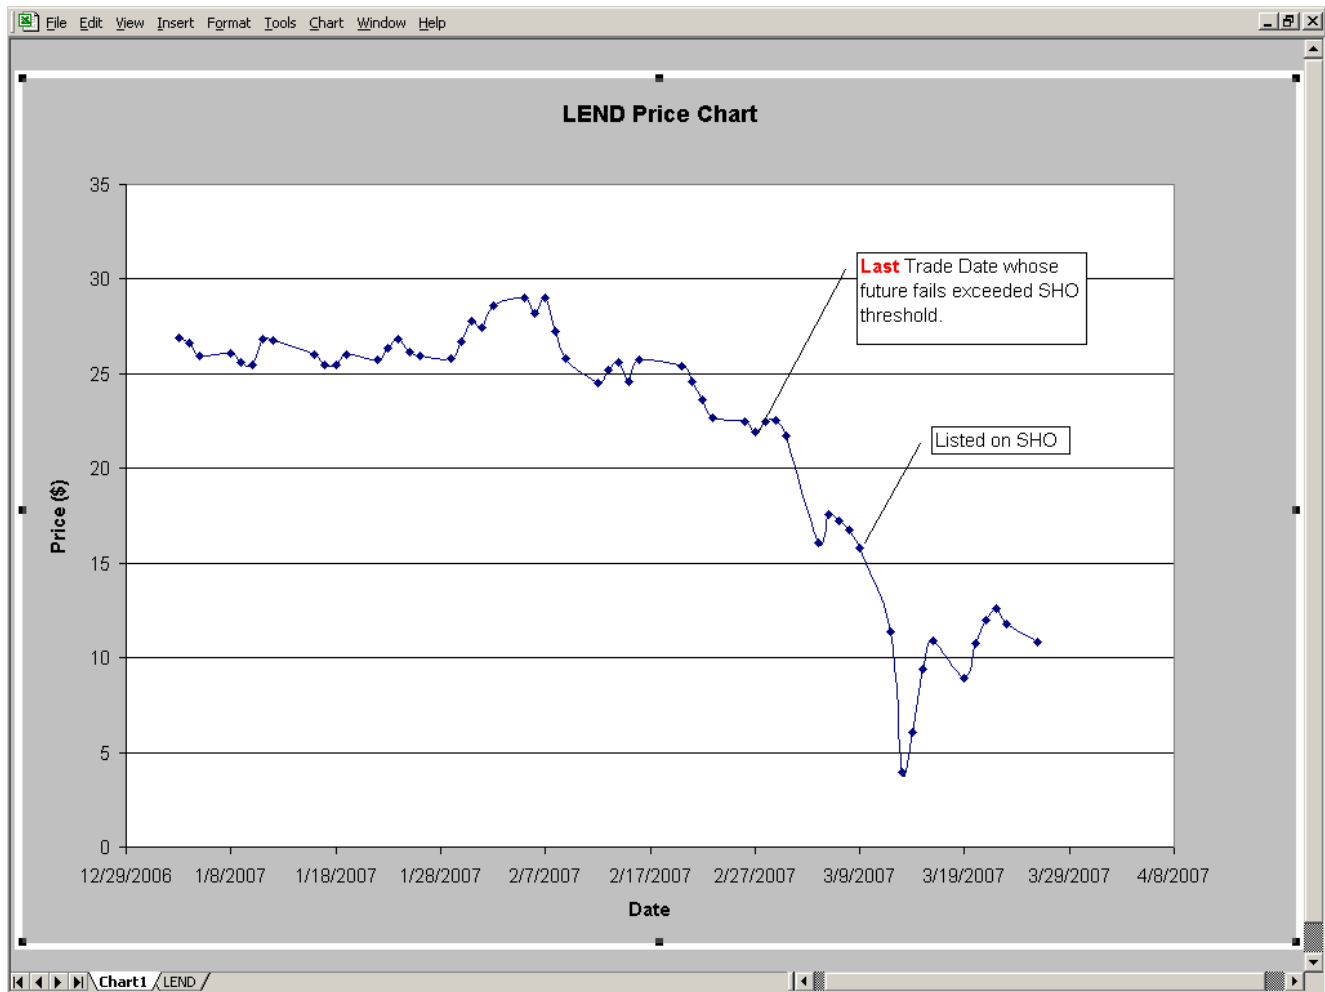 File Edit View Insert Format Tools Chart Window Help
LEND Price Chart
35
30
25
20
15
10
5
0
Price ($)
Last Trade Date whose
future fails exceeded SHO
threshold.
Listed on SHO
12/29/2006 1/8/2007 1/18/2007 1/28/2007 2/7/2007 2/17/2007 2/27/2007 3/9/2007 3/19/2007 3/29/2007 4/8/2007
Date
Chart1 LEND